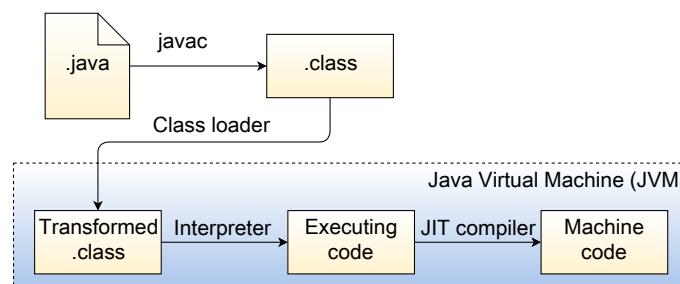 javac
.java
.class
Class loader
Java Virtual Machine (JVM
Transformed
.class
Interpreter
Executing
code
JIT compiler
Machine
code